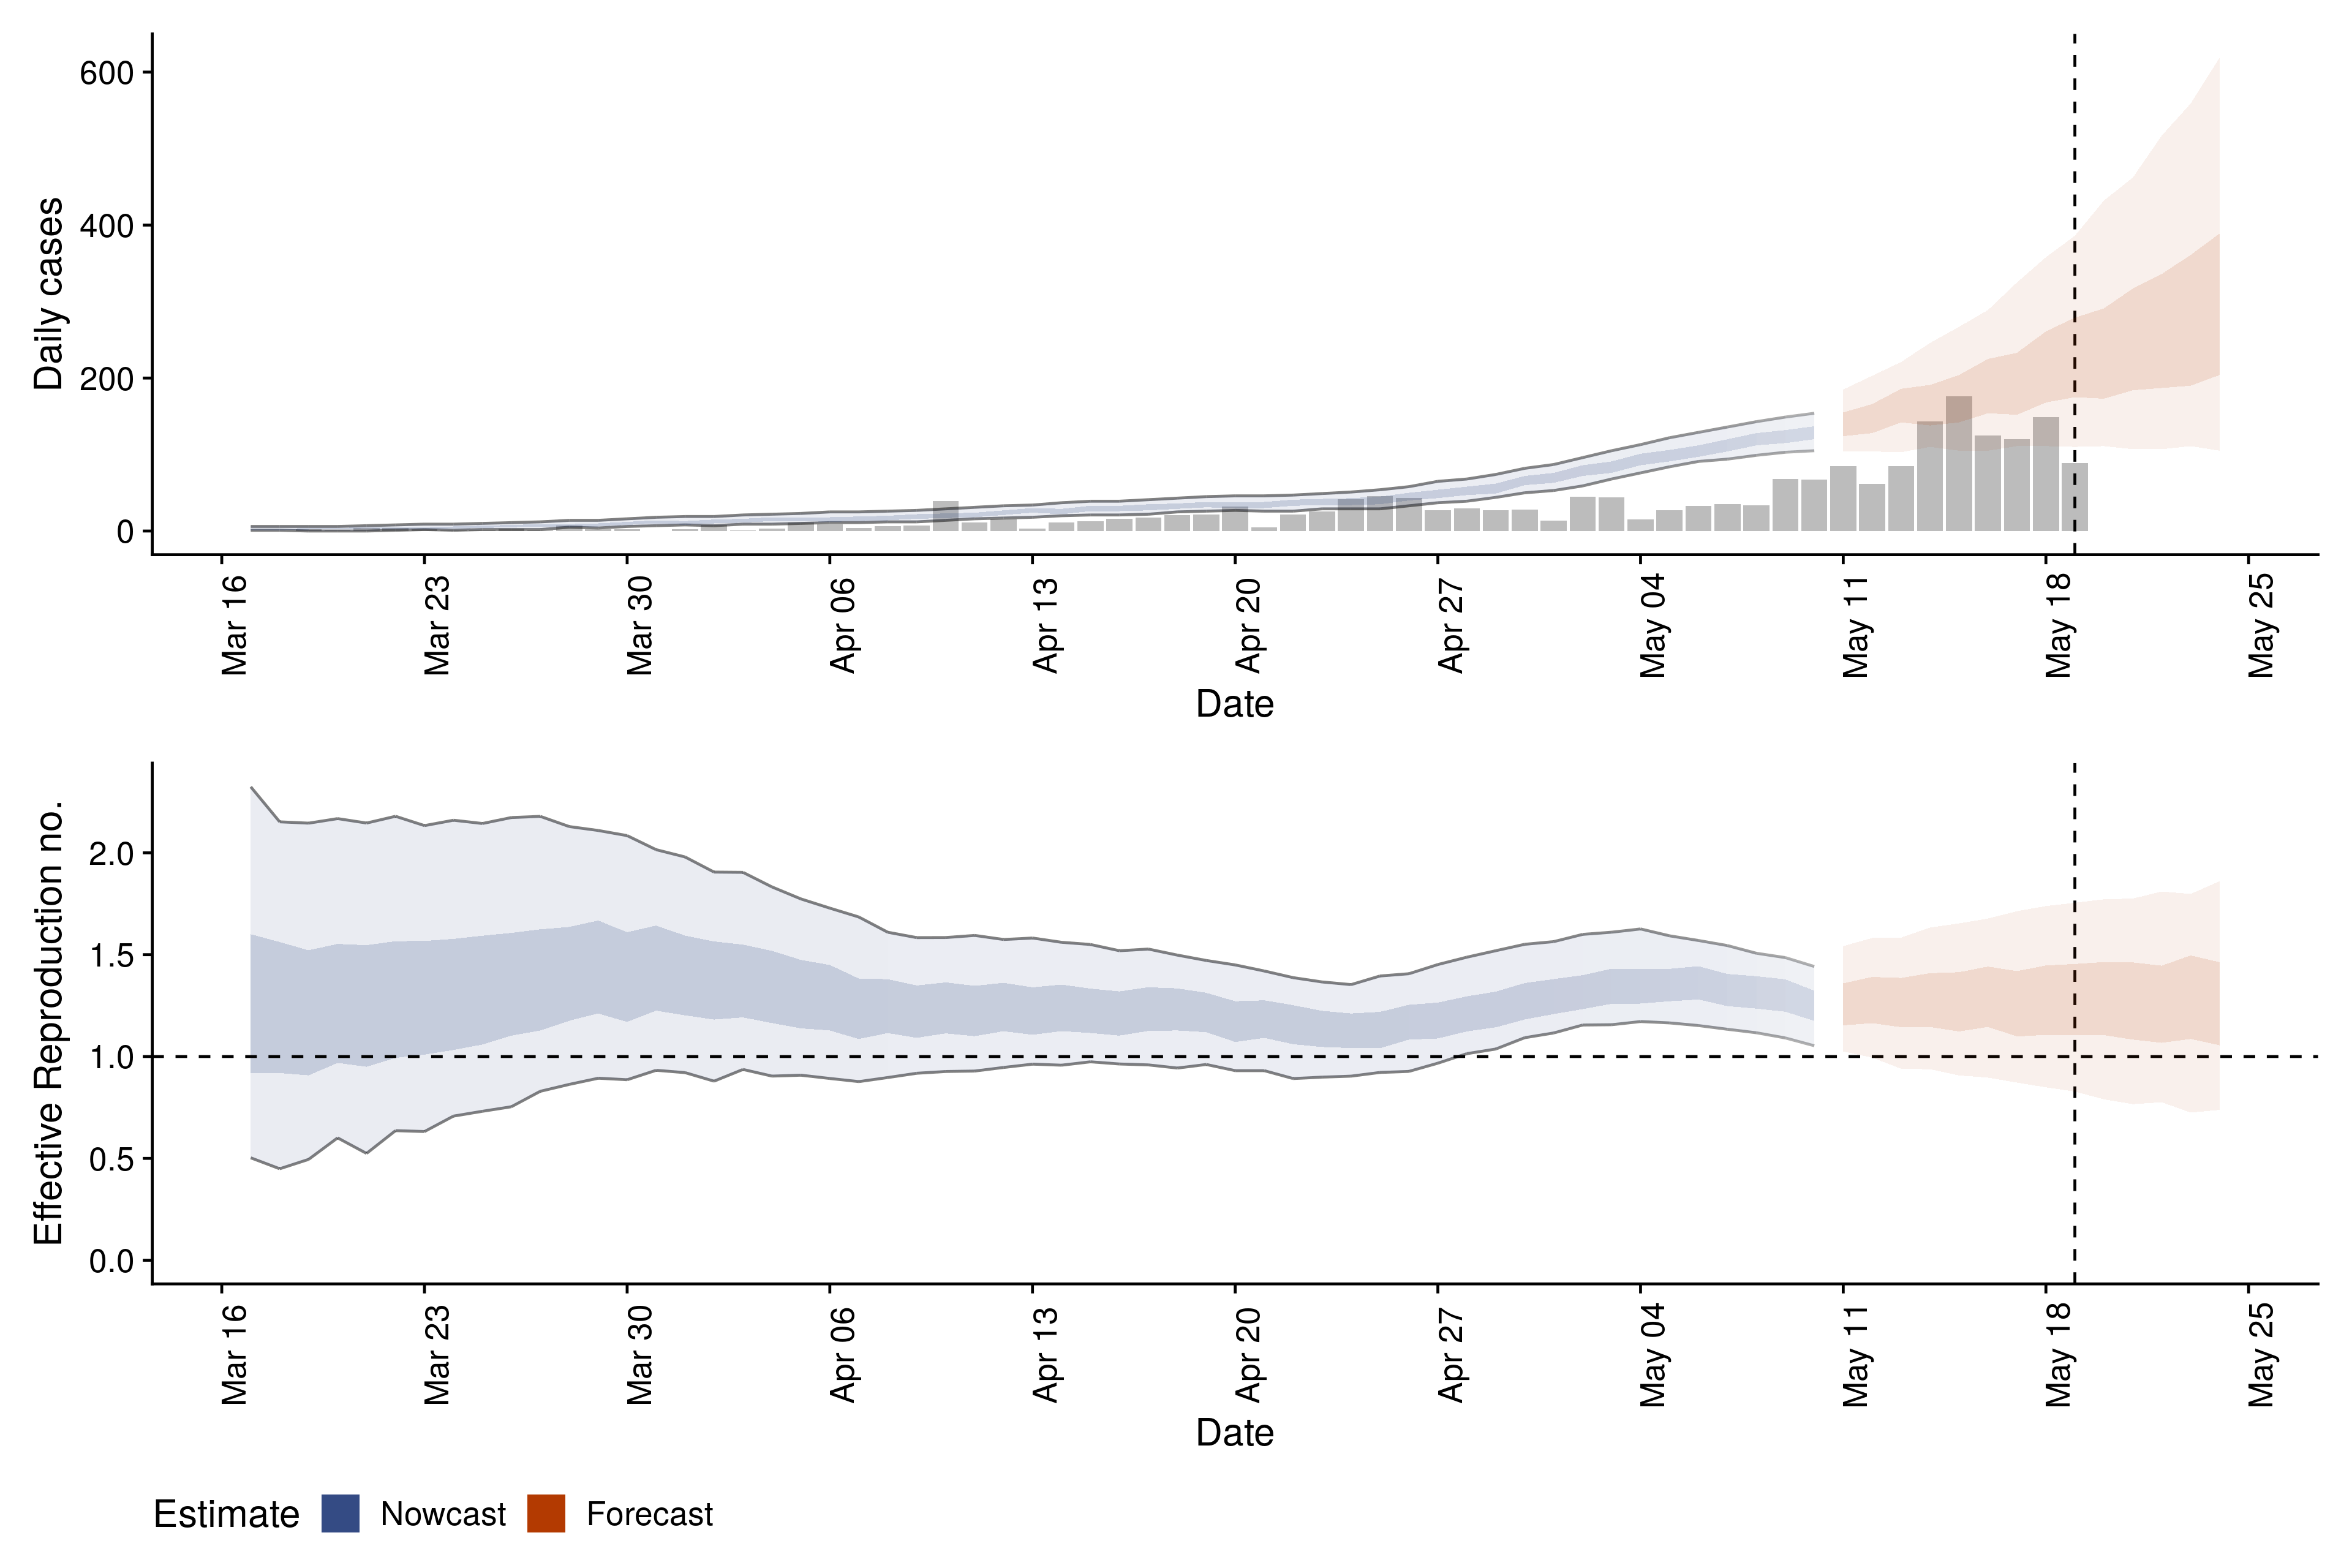 Daily cases
600
400
200
0
Mar 16
Mar 23
Mar 30
Apr 06
Apr 13
Apr 20
Apr 27
May 04
May 11
May 18
May 25
Date
Effective Reproduction no.
2.0
1.5
1.0
0.5
0.0
Mar 16
Mar 23
Mar 30
Apr 06
Apr 13
Apr 20
Apr 27
May 04
May 11
May 18
May 25
Date
Estimate Nowcast Forecast